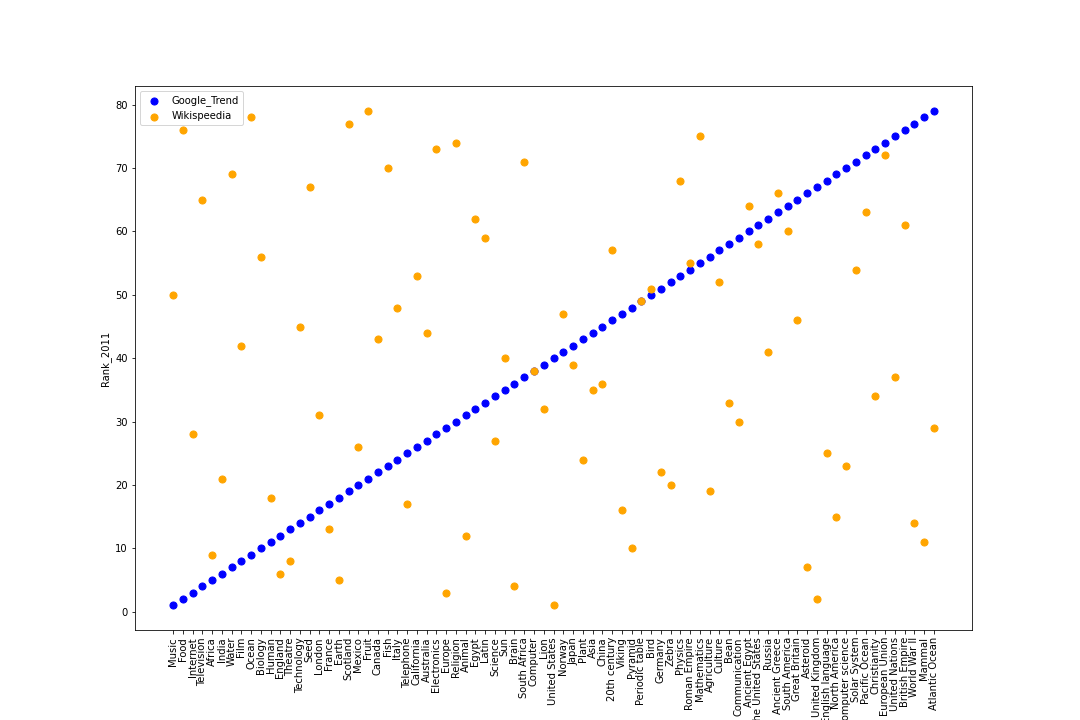 Google_Trend
Wikispeedia
Rank_2011
80
70
60
50
40
30
20
10
0
Music
Food
Internet
Television
Africa
India
Water
Film
Ocean
Biology
Human
England
Theatre
Technology
Seed
London
France
Earth
Scotland
Mexico
Fruit
Canada
Fish
Italy
Telephone
California
Australia
Electronics
Europe
Religion
Animal
Egypt
Latin
Science
Sun
Brain
South Africa
Computer
Lion
United States
Norway
Japan
Plant
Asia
China
20th century
Viking
Pyramid
Periodic table
Bird
Germany
Zebra
Physics
Roman Empire
Mathematics
Agriculture
Culture
Bean
Communication
Ancient Egypt
he United States
Russia
Ancient Greece
South America
Great Britain
Asteroid
United Kingdom
English language
North America
omputer science
Solar System
Pacific Ocean
Christianity
European Union
United Nations
British Empire
World War II
Mammal
Atlantic Ocean